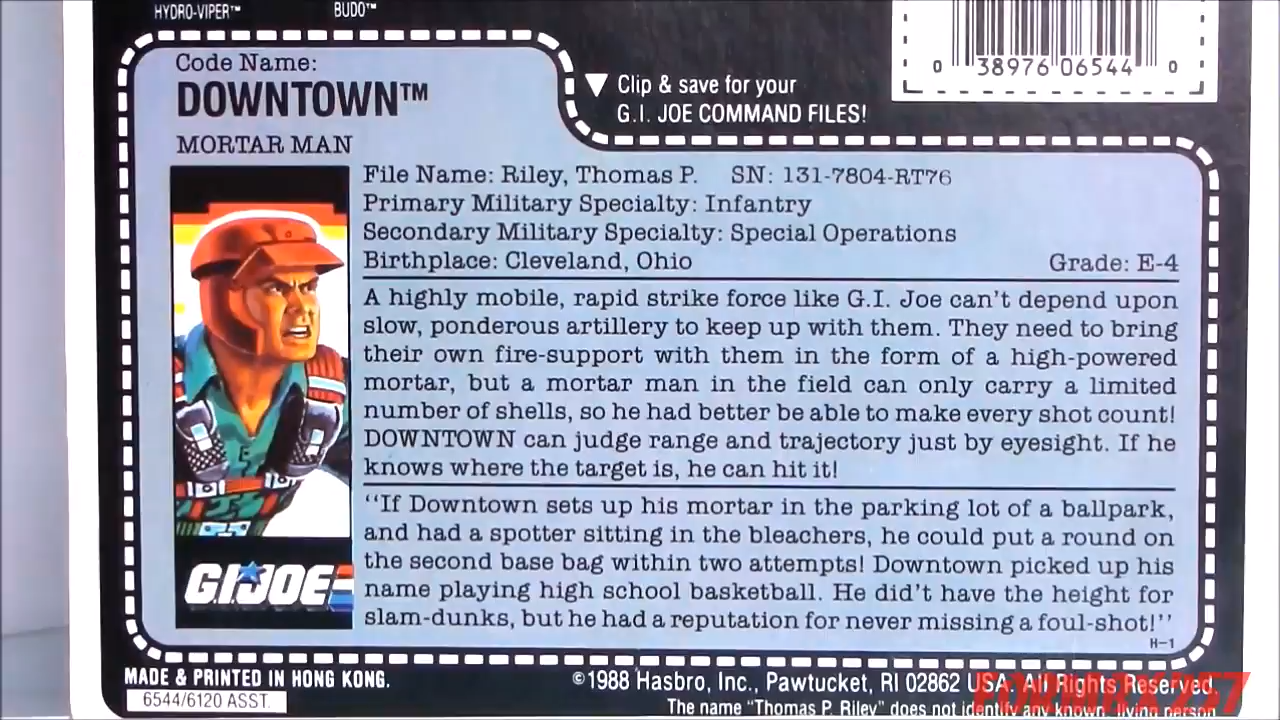 HYDRO-VIPER™ BUDO™
Code Name:
DOWNTOWN™
MORTAR MAN
▼ Clip & save for your
G.I. JOE COMMAND FILES!
0 38976 06544 0
File Name: Riley, Thomas P. SN: 131-7804-RT76
Primary Military Specialty: Infantry
Secondary Military Specialty: Special Operations
Birthplace: Cleveland, Ohio Grade: E-4
A highly mobile, rapid strike force like G.I. Joe can't depend upon
slow, ponderous artillery to keep up with them. They need to bring
their own fire-support with them in the form of a high-powered
mortar, but a mortar man in the field can only carry a limited
number of shells, so he had better be able to make every shot count!
DOWNTOWN can judge range and trajectory just by eyesight. If he
knows where the target is, he can hit it!
"If Downtown sets up his mortar in the parking lot of a ballpark,
and had a spotter sitting in the bleachers, he could put a round on
the second base bag within two attempts! Downtown picked up his
name playing high school basketball. He did't have the height for
slam-dunks, but he had a reputation for never missing a foul-shot!"
H-1
G.I. JOE
MADE & PRINTED IN HONG KONG.
6544/6120 ASST.
©1988 Hasbro, Inc., Pawtucket, RI 02862 USA. All Rights Reserved.
The name "Thomas P. Riley" does not identify any known, living person